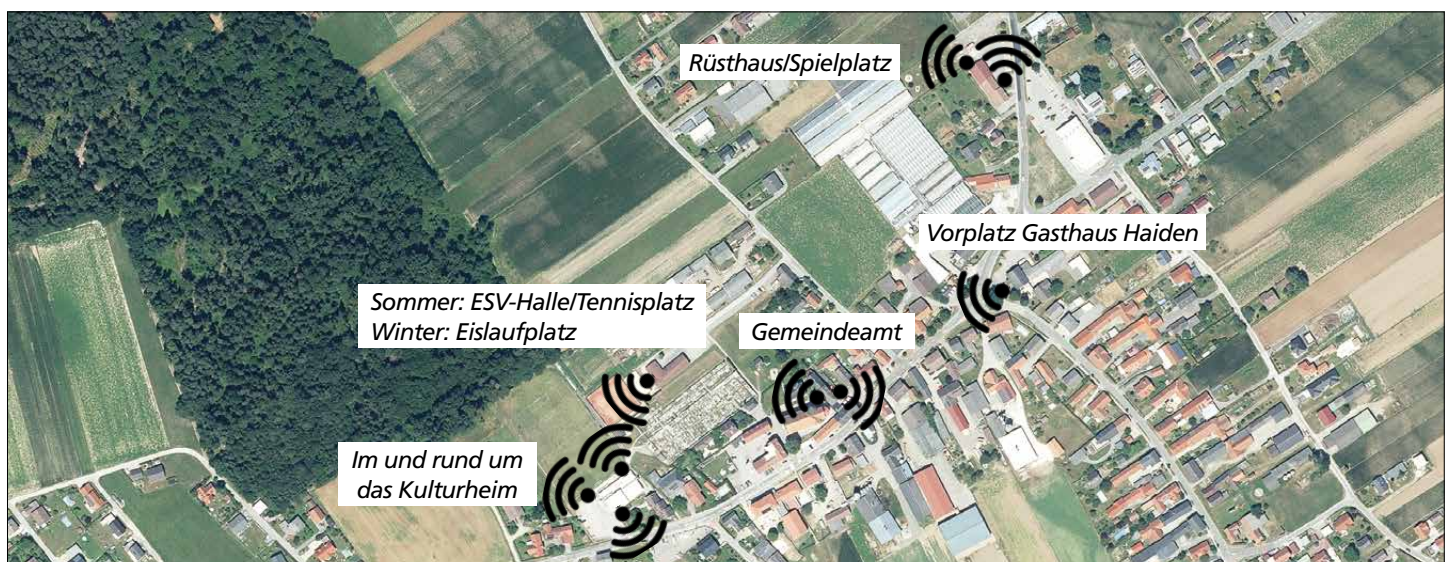 Rüsthaus/Spielplatz
Vorplatz Gasthaus Haiden
Sommer: ESV-Halle/Tennisplatz
Winter: Eislaufplatz
Gemeindeamt
Im und rund um
das Kulturheim